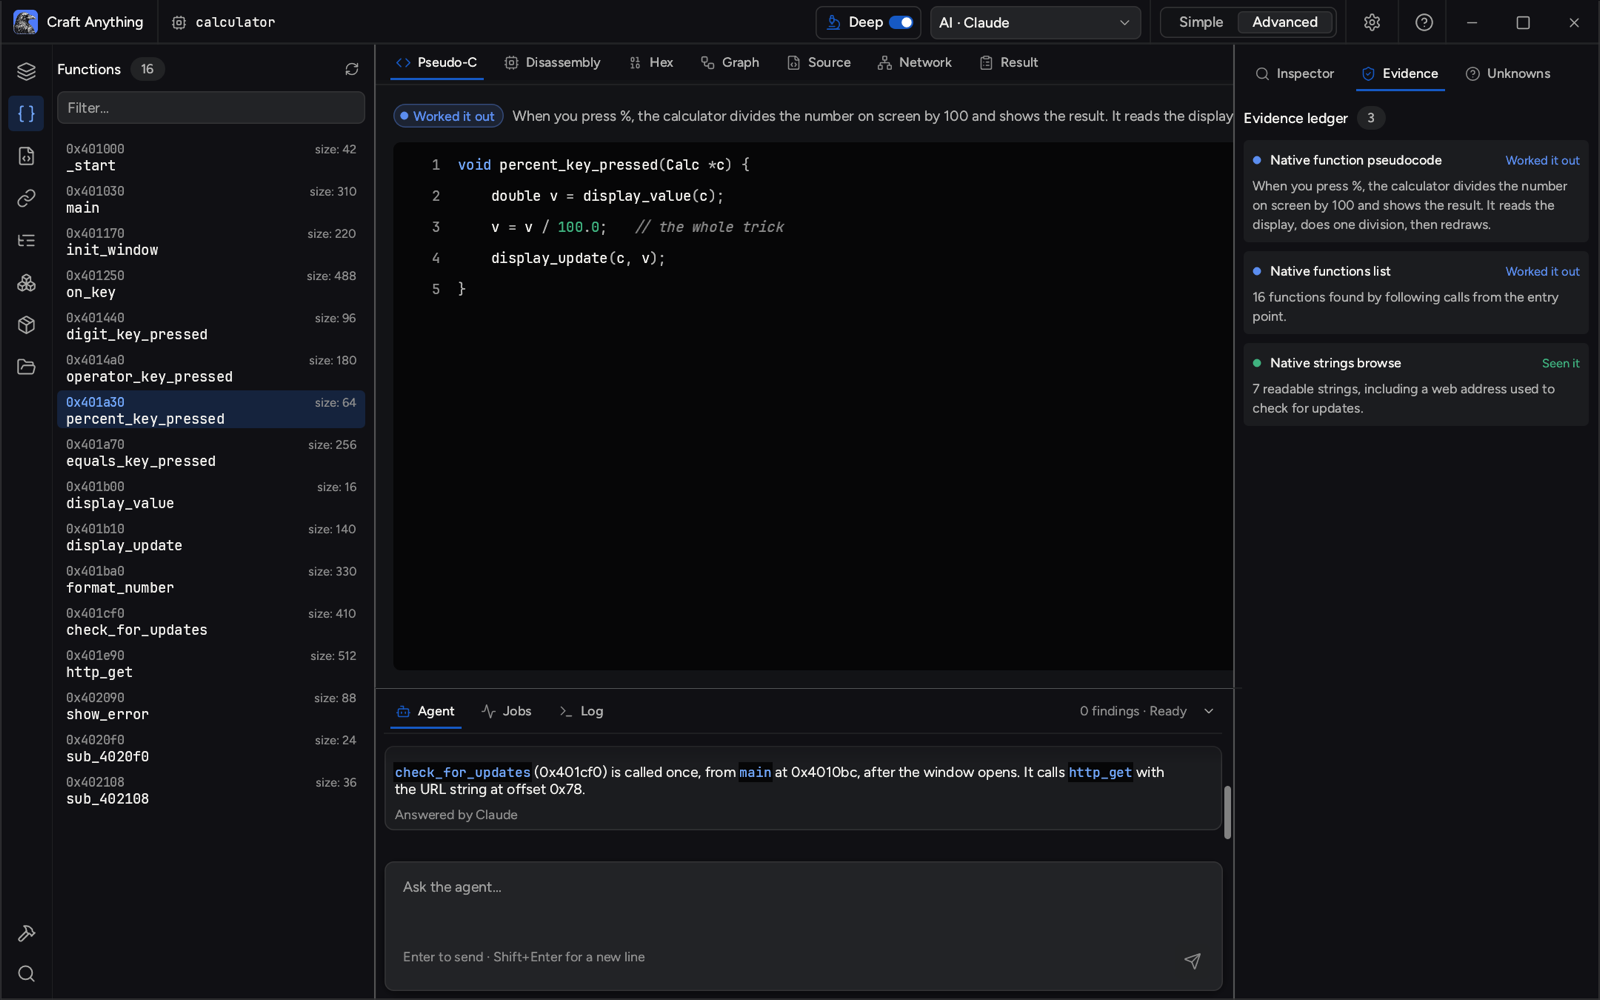 Craft Anything
calculator
Deep
AI · Claude
Simple
Advanced
Functions 16
Filter...
0x401000 size: 42
_start
0x401030 size: 310
main
0x401170 size: 220
init_window
0x401250 size: 488
on_key
0x401440 size: 96
digit_key_pressed
0x4014a0 size: 180
operator_key_pressed
0x401a30 size: 64
percent_key_pressed
0x401a70 size: 256
equals_key_pressed
0x401b00 size: 16
display_value
0x401b10 size: 140
display_update
0x401ba0 size: 330
format_number
0x401cf0 size: 410
check_for_updates
0x401e90 size: 512
http_get
0x402090 size: 88
show_error
0x4020f0 size: 24
sub_4020f0
0x402108 size: 36
sub_402108
Pseudo-C Disassembly Hex Graph Source Network Result
Worked it out When you press %, the calculator divides the number on screen by 100 and shows the result. It reads the display
1 void percent_key_pressed(Calc *c) {
2 double v = display_value(c);
3 v = v / 100.0; // the whole trick
4 display_update(c, v);
5 }
Agent Jobs Log 0 findings · Ready
check_for_updates (0x401cf0) is called once, from main at 0x4010bc, after the window opens. It calls http_get with
the URL string at offset 0x78.
Answered by Claude
Ask the agent...
Enter to send · Shift+Enter for a new line
Inspector Evidence Unknowns
Evidence ledger 3
Native function pseudocode Worked it out
When you press %, the calculator divides the number
on screen by 100 and shows the result. It reads the
display, does one division, then redraws.
Native functions list Worked it out
16 functions found by following calls from the entry
point.
Native strings browse Seen it
7 readable strings, including a web address used to
check for updates.